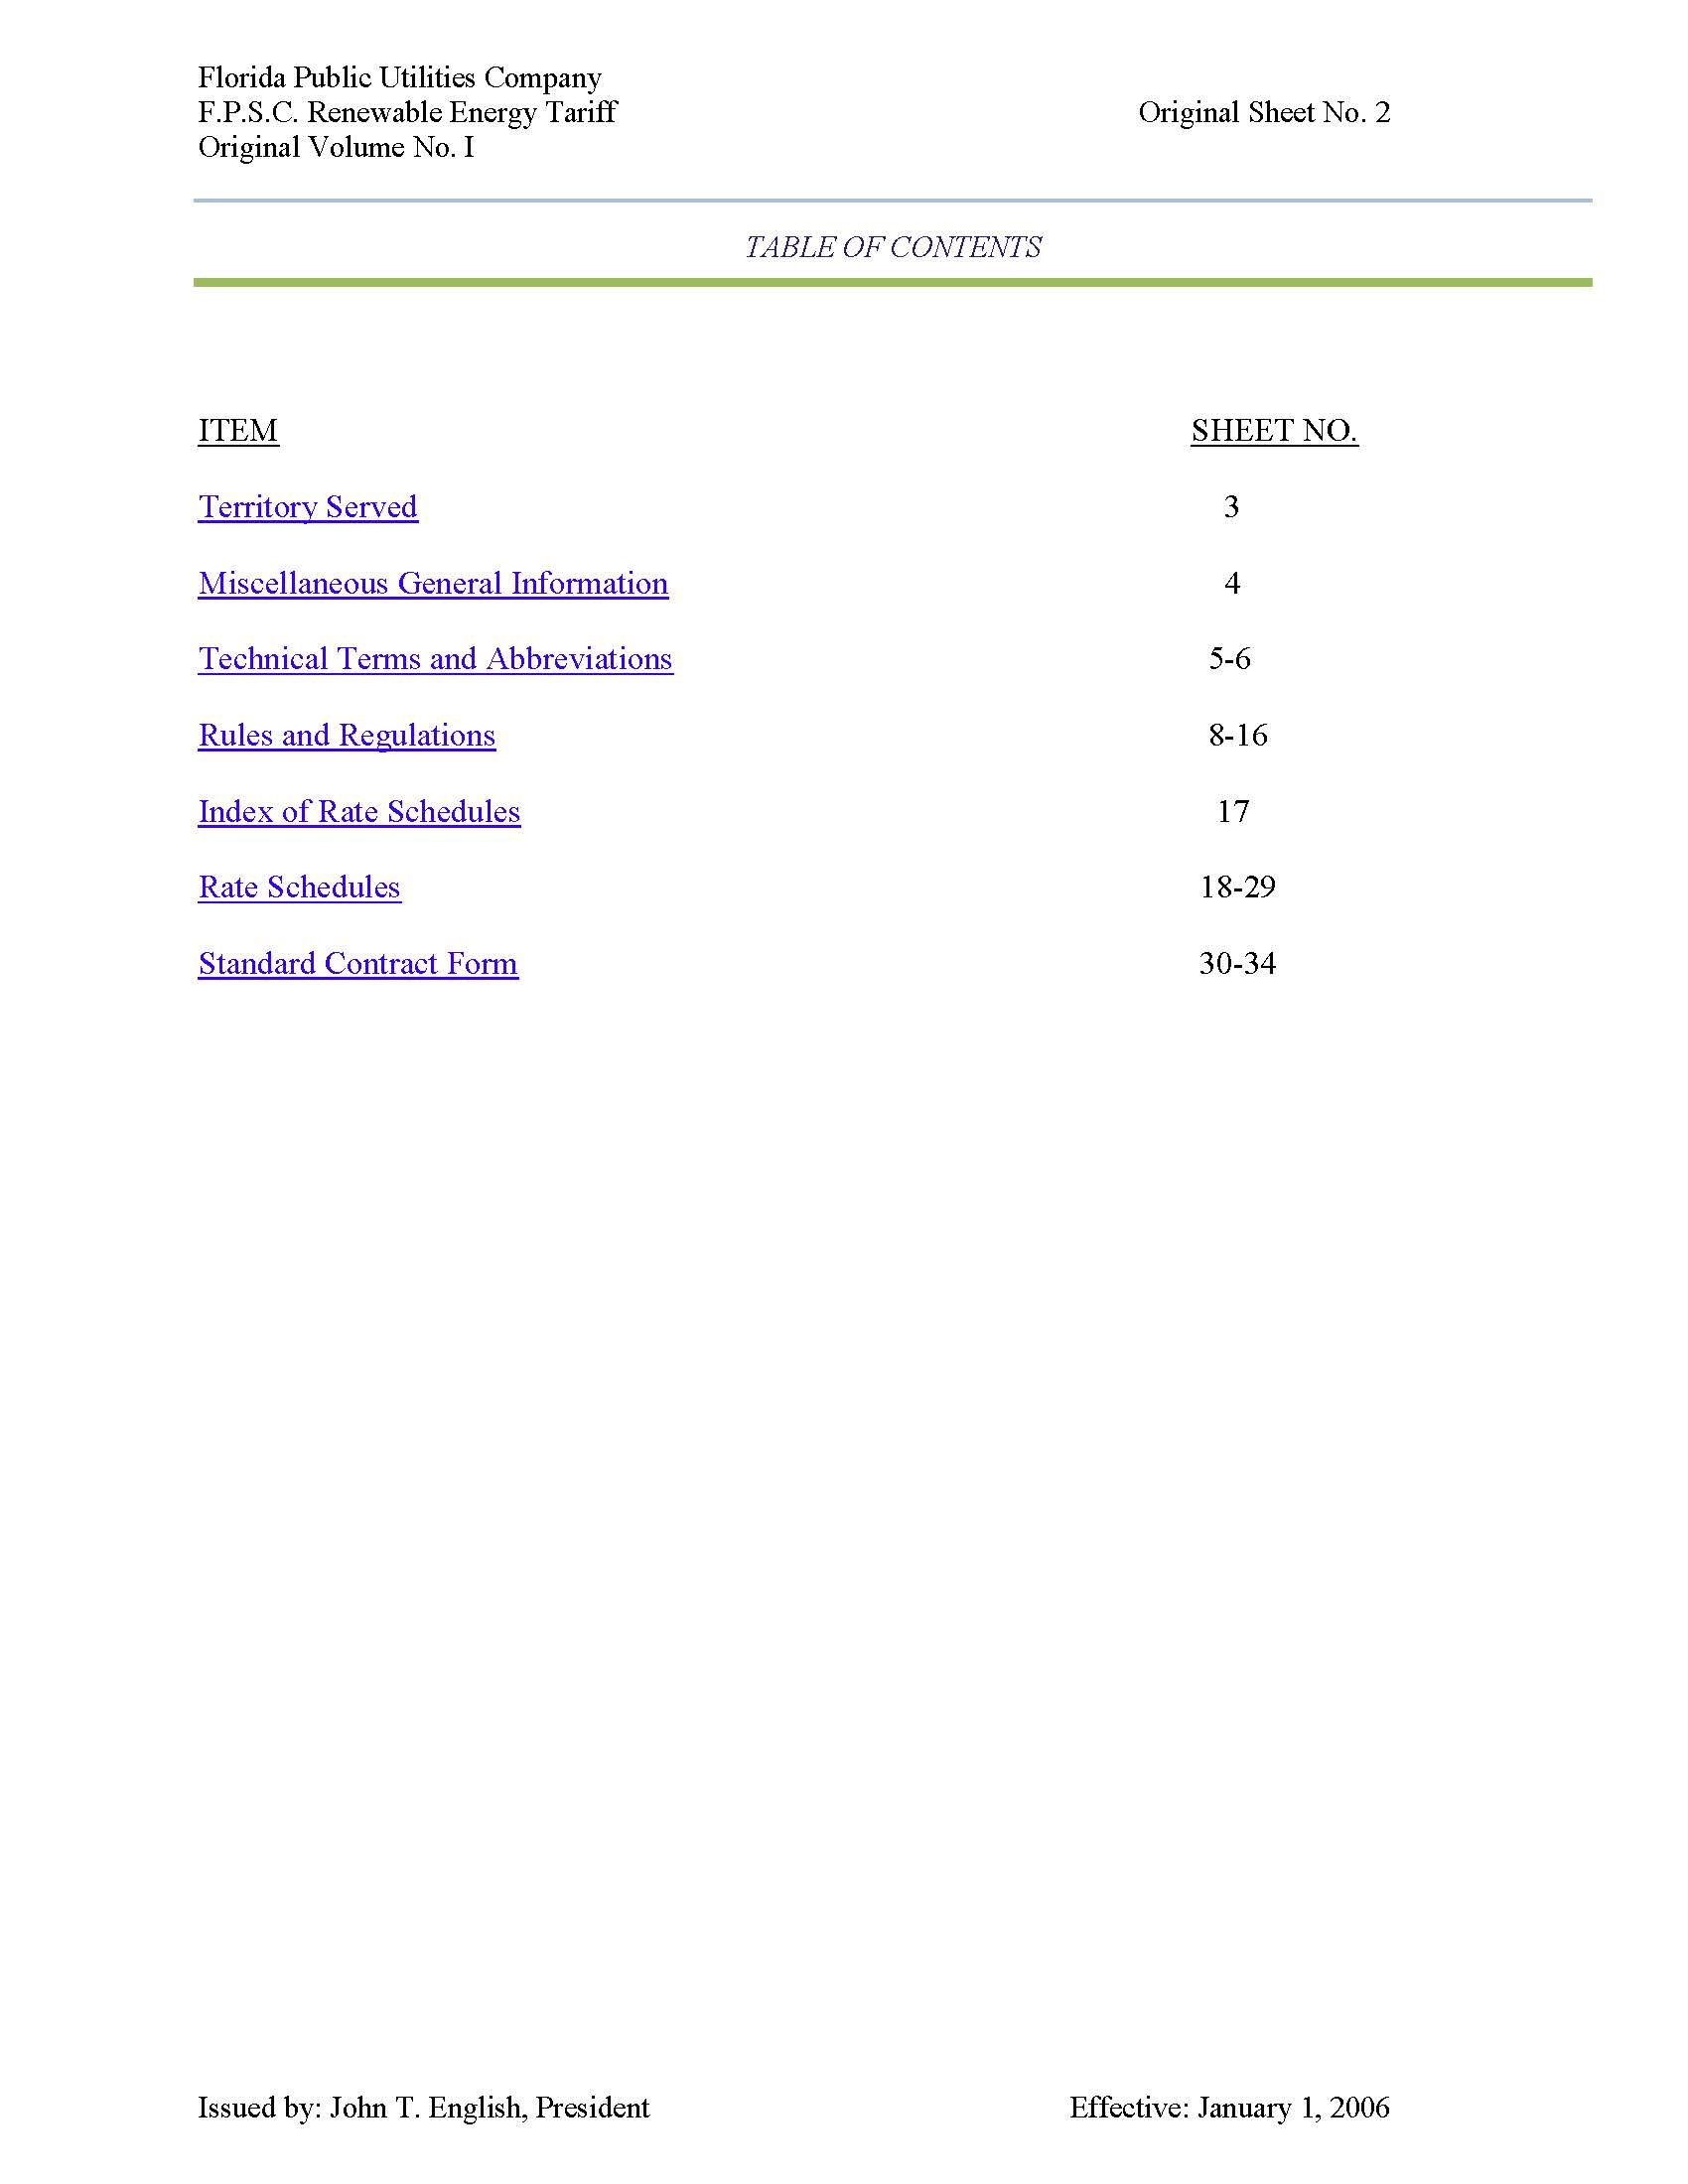 Florida Public Utilities Company
F.P.S.C. Renewable Energy Tariff Original Sheet No. 2
Original Volume No. I
TABLE OF CONTENTS
ITEM SHEET NO.
Territory Served 3
Miscellaneous General Information 4
Technical Terms and Abbreviations 5-6
Rules and Regulations 8-16
Index of Rate Schedules 17
Rate Schedules 18-29
Standard Contract Form 30-34
Issued by: John T. English, President Effective: January 1, 2006